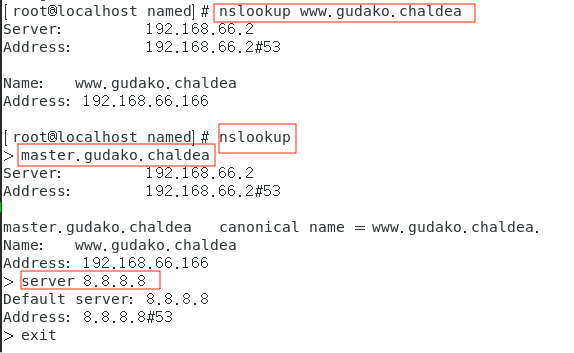 [root@localhost named]# nslookup www.gudako.chaldea
Server: 192.168.66.2
Address: 192.168.66.2#53
Name: www.gudako.chaldea
Address: 192.168.66.166
[root@localhost named]# nslookup
> master.gudako.chaldea
Server: 192.168.66.2
Address: 192.168.66.2#53
master.gudako.chaldea canonical name = www.gudako.chaldea.
Name: www.gudako.chaldea
Address: 192.168.66.166
> server 8.8.8.8
Default server: 8.8.8.8
Address: 8.8.8.8#53
> exit